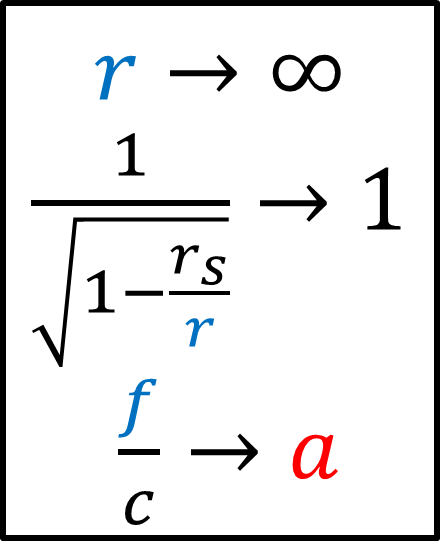 r → ∞
1/√(1−r_s/r) → 1
f/c → a